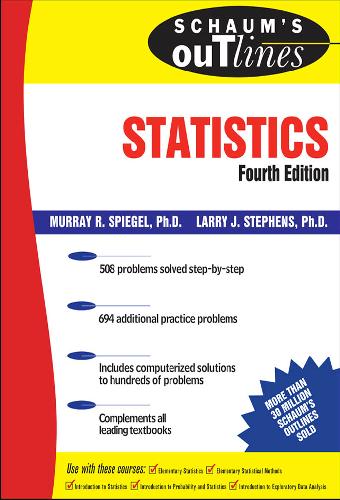 SCHAUM'S
ouTlines
STATISTICS
Fourth Edition
MURRAY R. SPIEGEL, Ph.D. LARRY J. STEPHENS, Ph.D.
508 problems solved step-by-step
694 additional practice problems
Includes computerized solutions
to hundreds of problems
Complements all
leading textbooks
MORE THAN
30 MILLION
SCHAUM'S
OUTLINES
SOLD
Use with these courses: Elementary Statistics Elementary Statistical Methods
Introduction to Statistics Introduction to Probability and Statistics Introduction to Exploratory Data Analysis